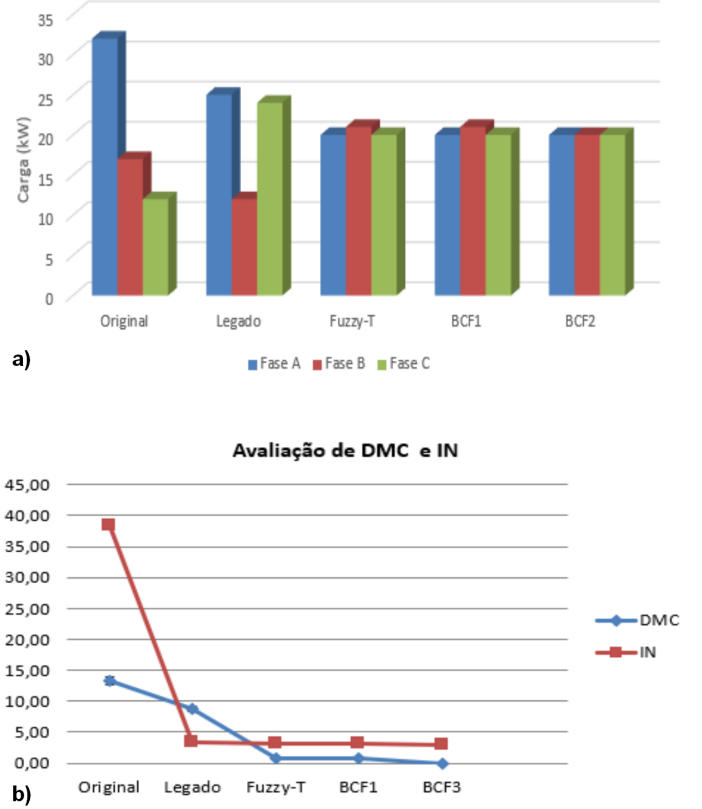 35
30
25
20
15
10
5
0
Carga (kW)
Original Legado Fuzzy-T BCF1 BCF2
Fase A Fase B Fase C
a)
Avaliação de DMC e IN
45,00
40,00
35,00
30,00
25,00
20,00
15,00
10,00
5,00
0,00
DMC
IN
Original Legado Fuzzy-T BCF1 BCF3
b)